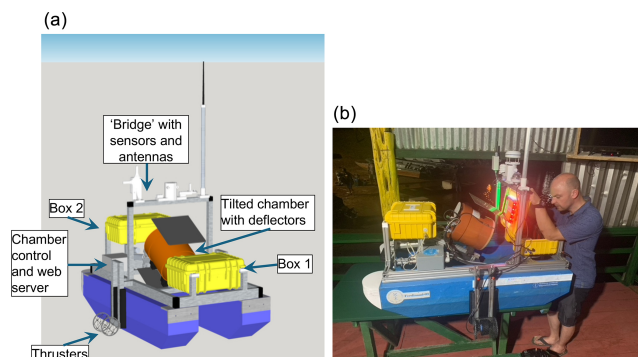 (a)
'Bridge' with
sensors and
antennas
Box 2
Tilted chamber
with deflectors
Chamber
control
and web
server
Box 1
Thrusters
(b)